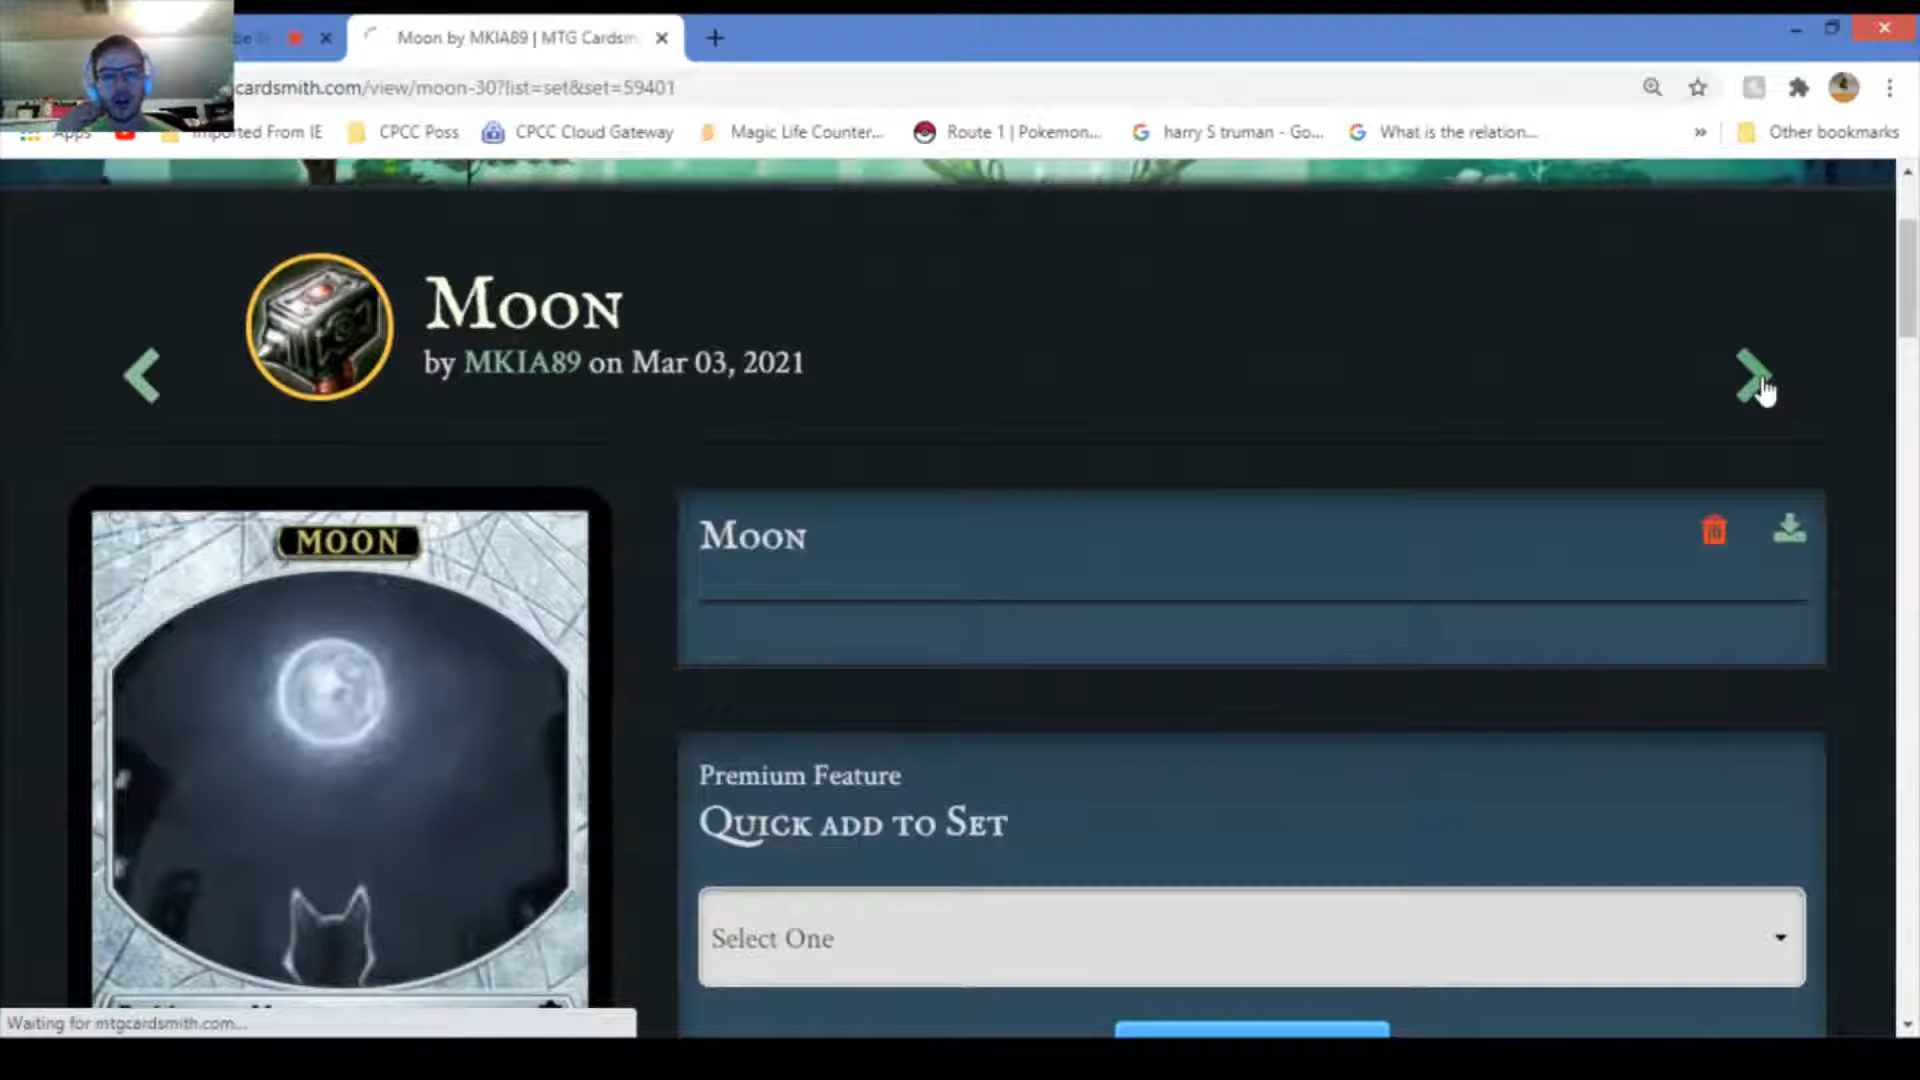 Moon by MKIA89 | MTG Cardsm
cardsmith.com/view/moon-30?list=set&set=59401
Apps
Imported From IE
CPCC Poss
CPCC Cloud Gateway
Magic Life Counter...
Route 1 | Pokemon...
harry S truman - Go...
What is the relation...
»
Other bookmarks
Moon
by MKIA89 on Mar 03, 2021
MOON
Moon
Premium Feature
Quick add to Set
Select One
Waiting for mtgcardsmith.com...